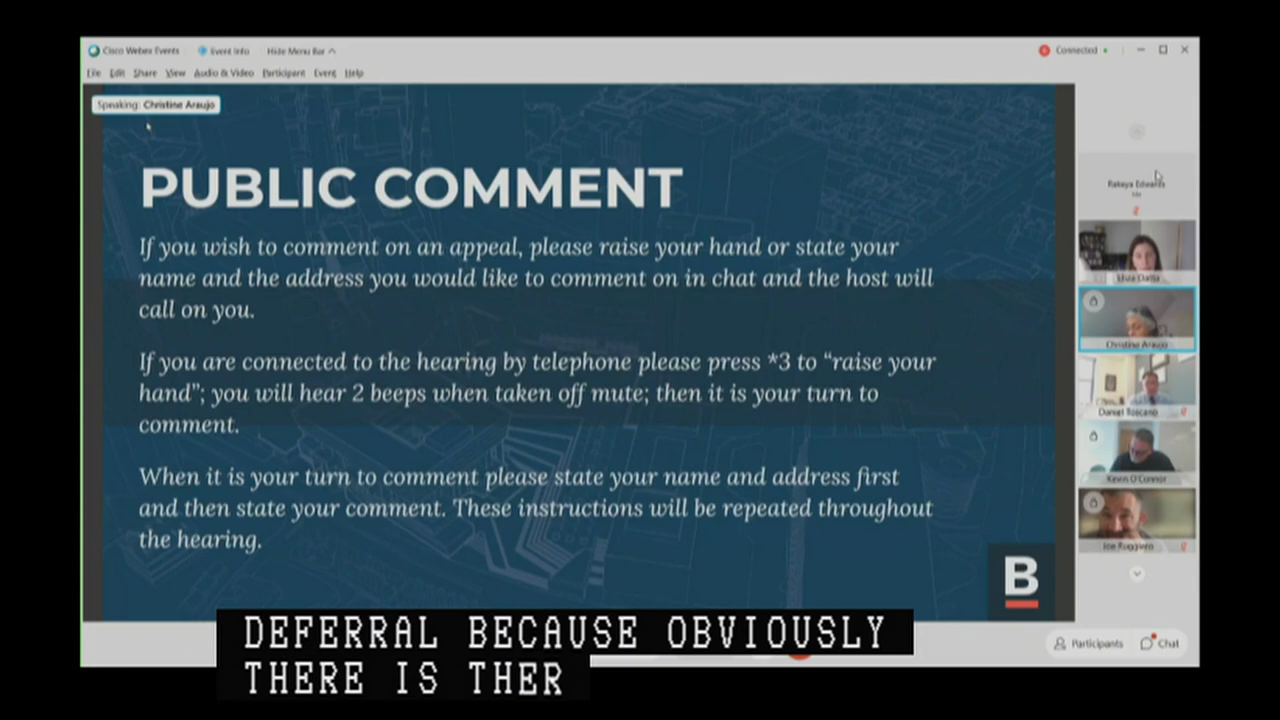 Cisco Webex Events Event Info Hide Menu Bar Connected
File Edit Share View Audio & Video Participant Event Help
Speaking: Christine Araujo
PUBLIC COMMENT
If you wish to comment on an appeal, please raise your hand or state your
name and the address you would like to comment on in chat and the host will
call on you.
If you are connected to the hearing by telephone please press *3 to “raise your
hand”; you will hear 2 beeps when taken off mute; then it is your turn to
comment.
When it is your turn to comment please state your name and address first
and then state your comment. These instructions will be repeated throughout
the hearing.
B
Rakeya Edwards
Me
Christine Araujo
Daniel Toscano
Kevin O'Connor
Joe Ruggiero
Participants Chat
DEFERRAL BECAUSE OBVIOUSLY
THERE IS THER